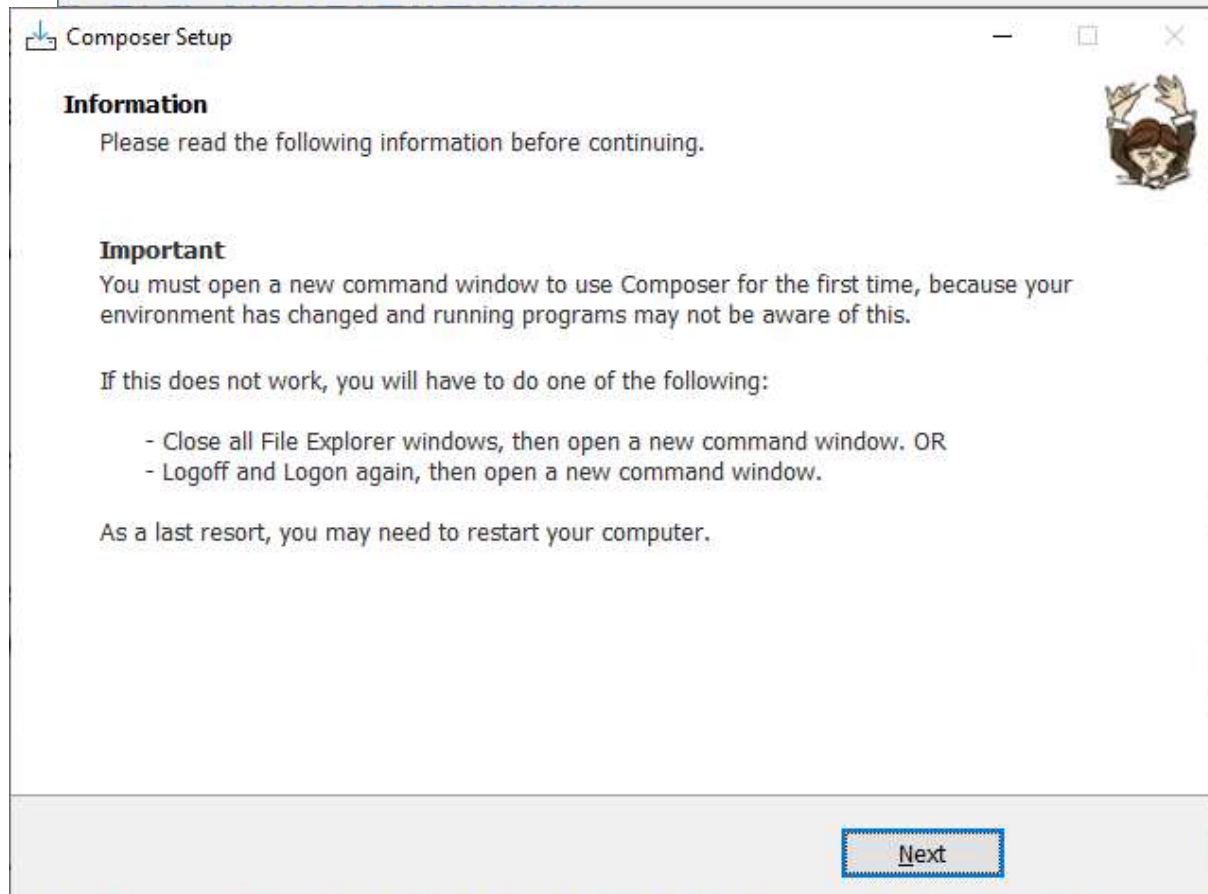 Composer Setup
Information
Please read the following information before continuing.
Important
You must open a new command window to use Composer for the first time, because your
environment has changed and running programs may not be aware of this.
If this does not work, you will have to do one of the following:
- Close all File Explorer windows, then open a new command window. OR
- Logoff and Logon again, then open a new command window.
As a last resort, you may need to restart your computer.
Next